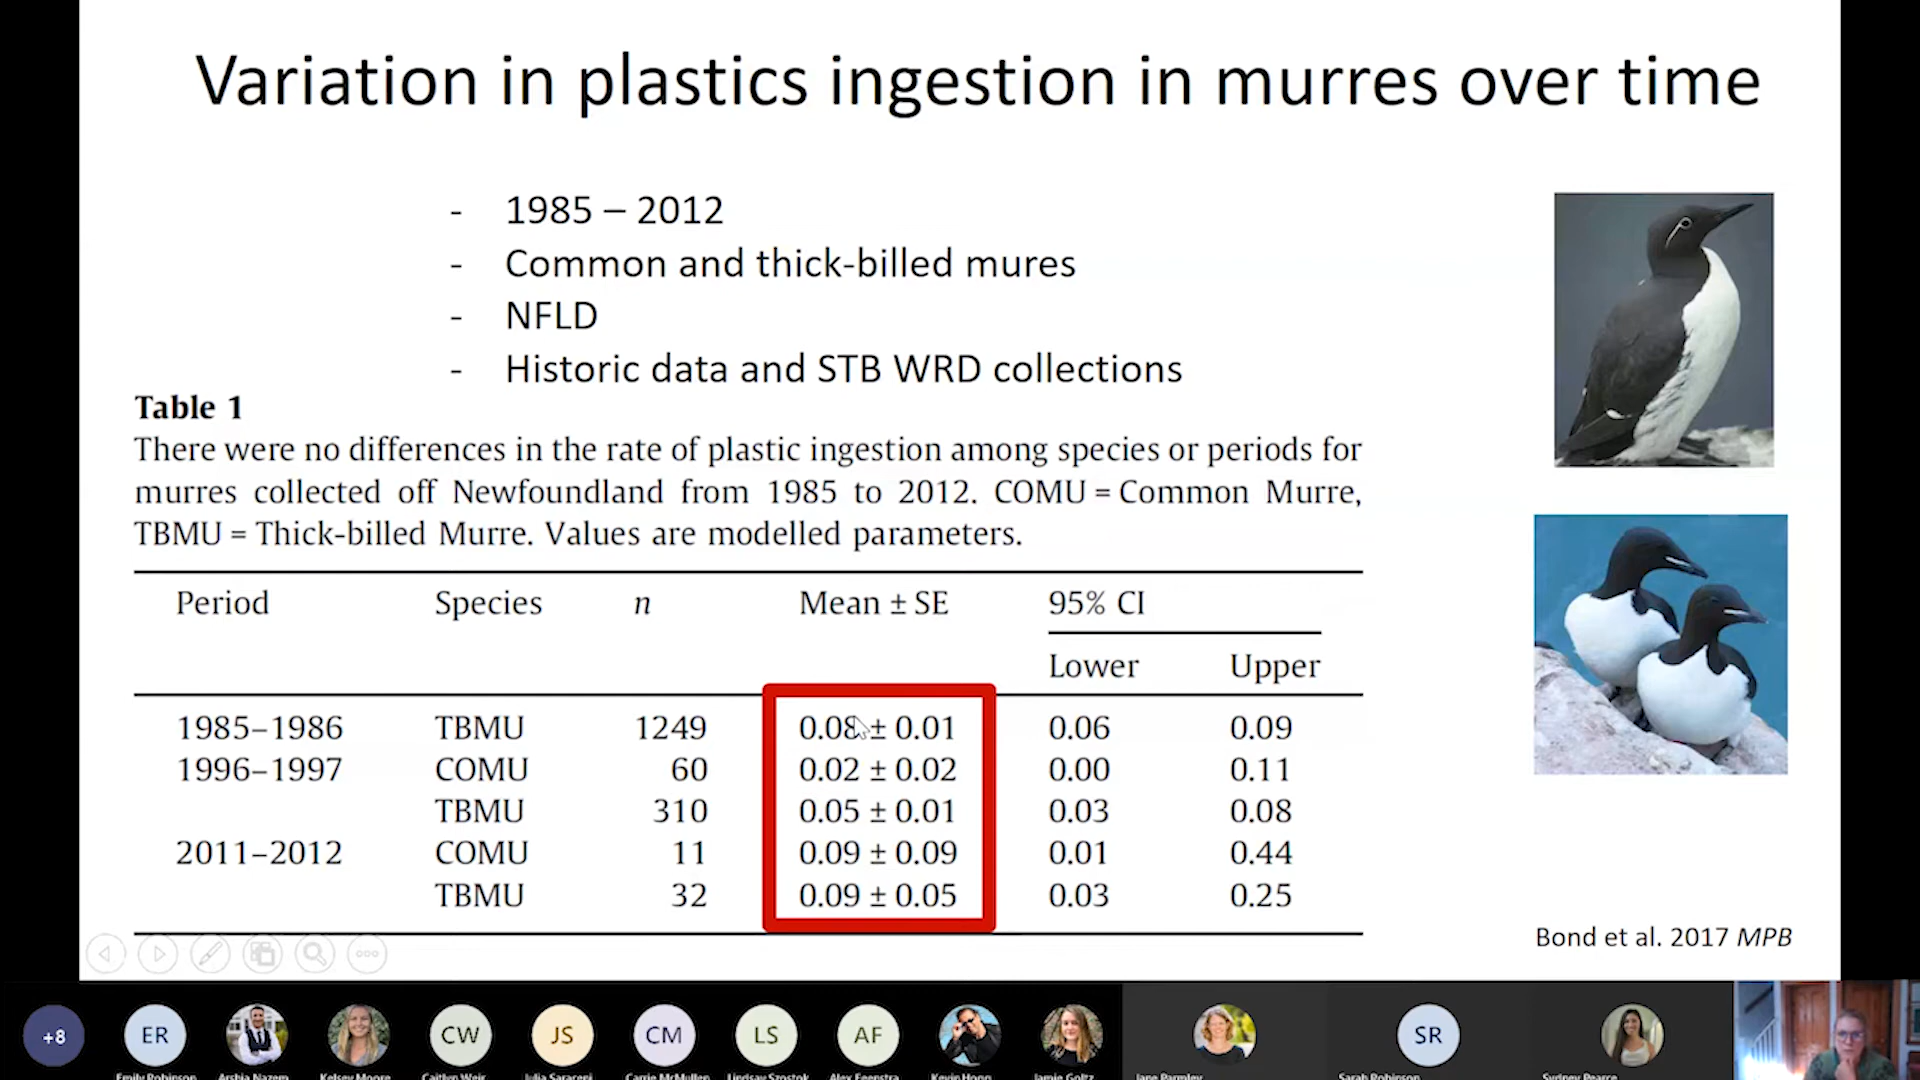 Variation in plastics ingestion in murres over time
- 1985 – 2012
- Common and thick-billed mures
- NFLD
- Historic data and STB WRD collections
Table 1
There were no differences in the rate of plastic ingestion among species or periods for
murres collected off Newfoundland from 1985 to 2012. COMU = Common Murre,
TBMU = Thick-billed Murre. Values are modelled parameters.
Period Species n Mean ± SE 95% CI
Lower Upper
1985–1986 TBMU 1249 0.08 ± 0.01 0.06 0.09
1996–1997 COMU 60 0.02 ± 0.02 0.00 0.11
TBMU 310 0.05 ± 0.01 0.03 0.08
2011–2012 COMU 11 0.09 ± 0.09 0.01 0.44
TBMU 32 0.09 ± 0.05 0.03 0.25
Bond et al. 2017 MPB
+8 ER CW JS CM LS AF SR
Emily Robinson Arshia Nazem Kelsey Moore Caitlyn Weir Julia Saraceni Carrie McMullen Lindsay Szostok Alex Feenstra Kevin Hong Jamie Goltz Jane Parmley Sarah Robinson Sydney Pearce